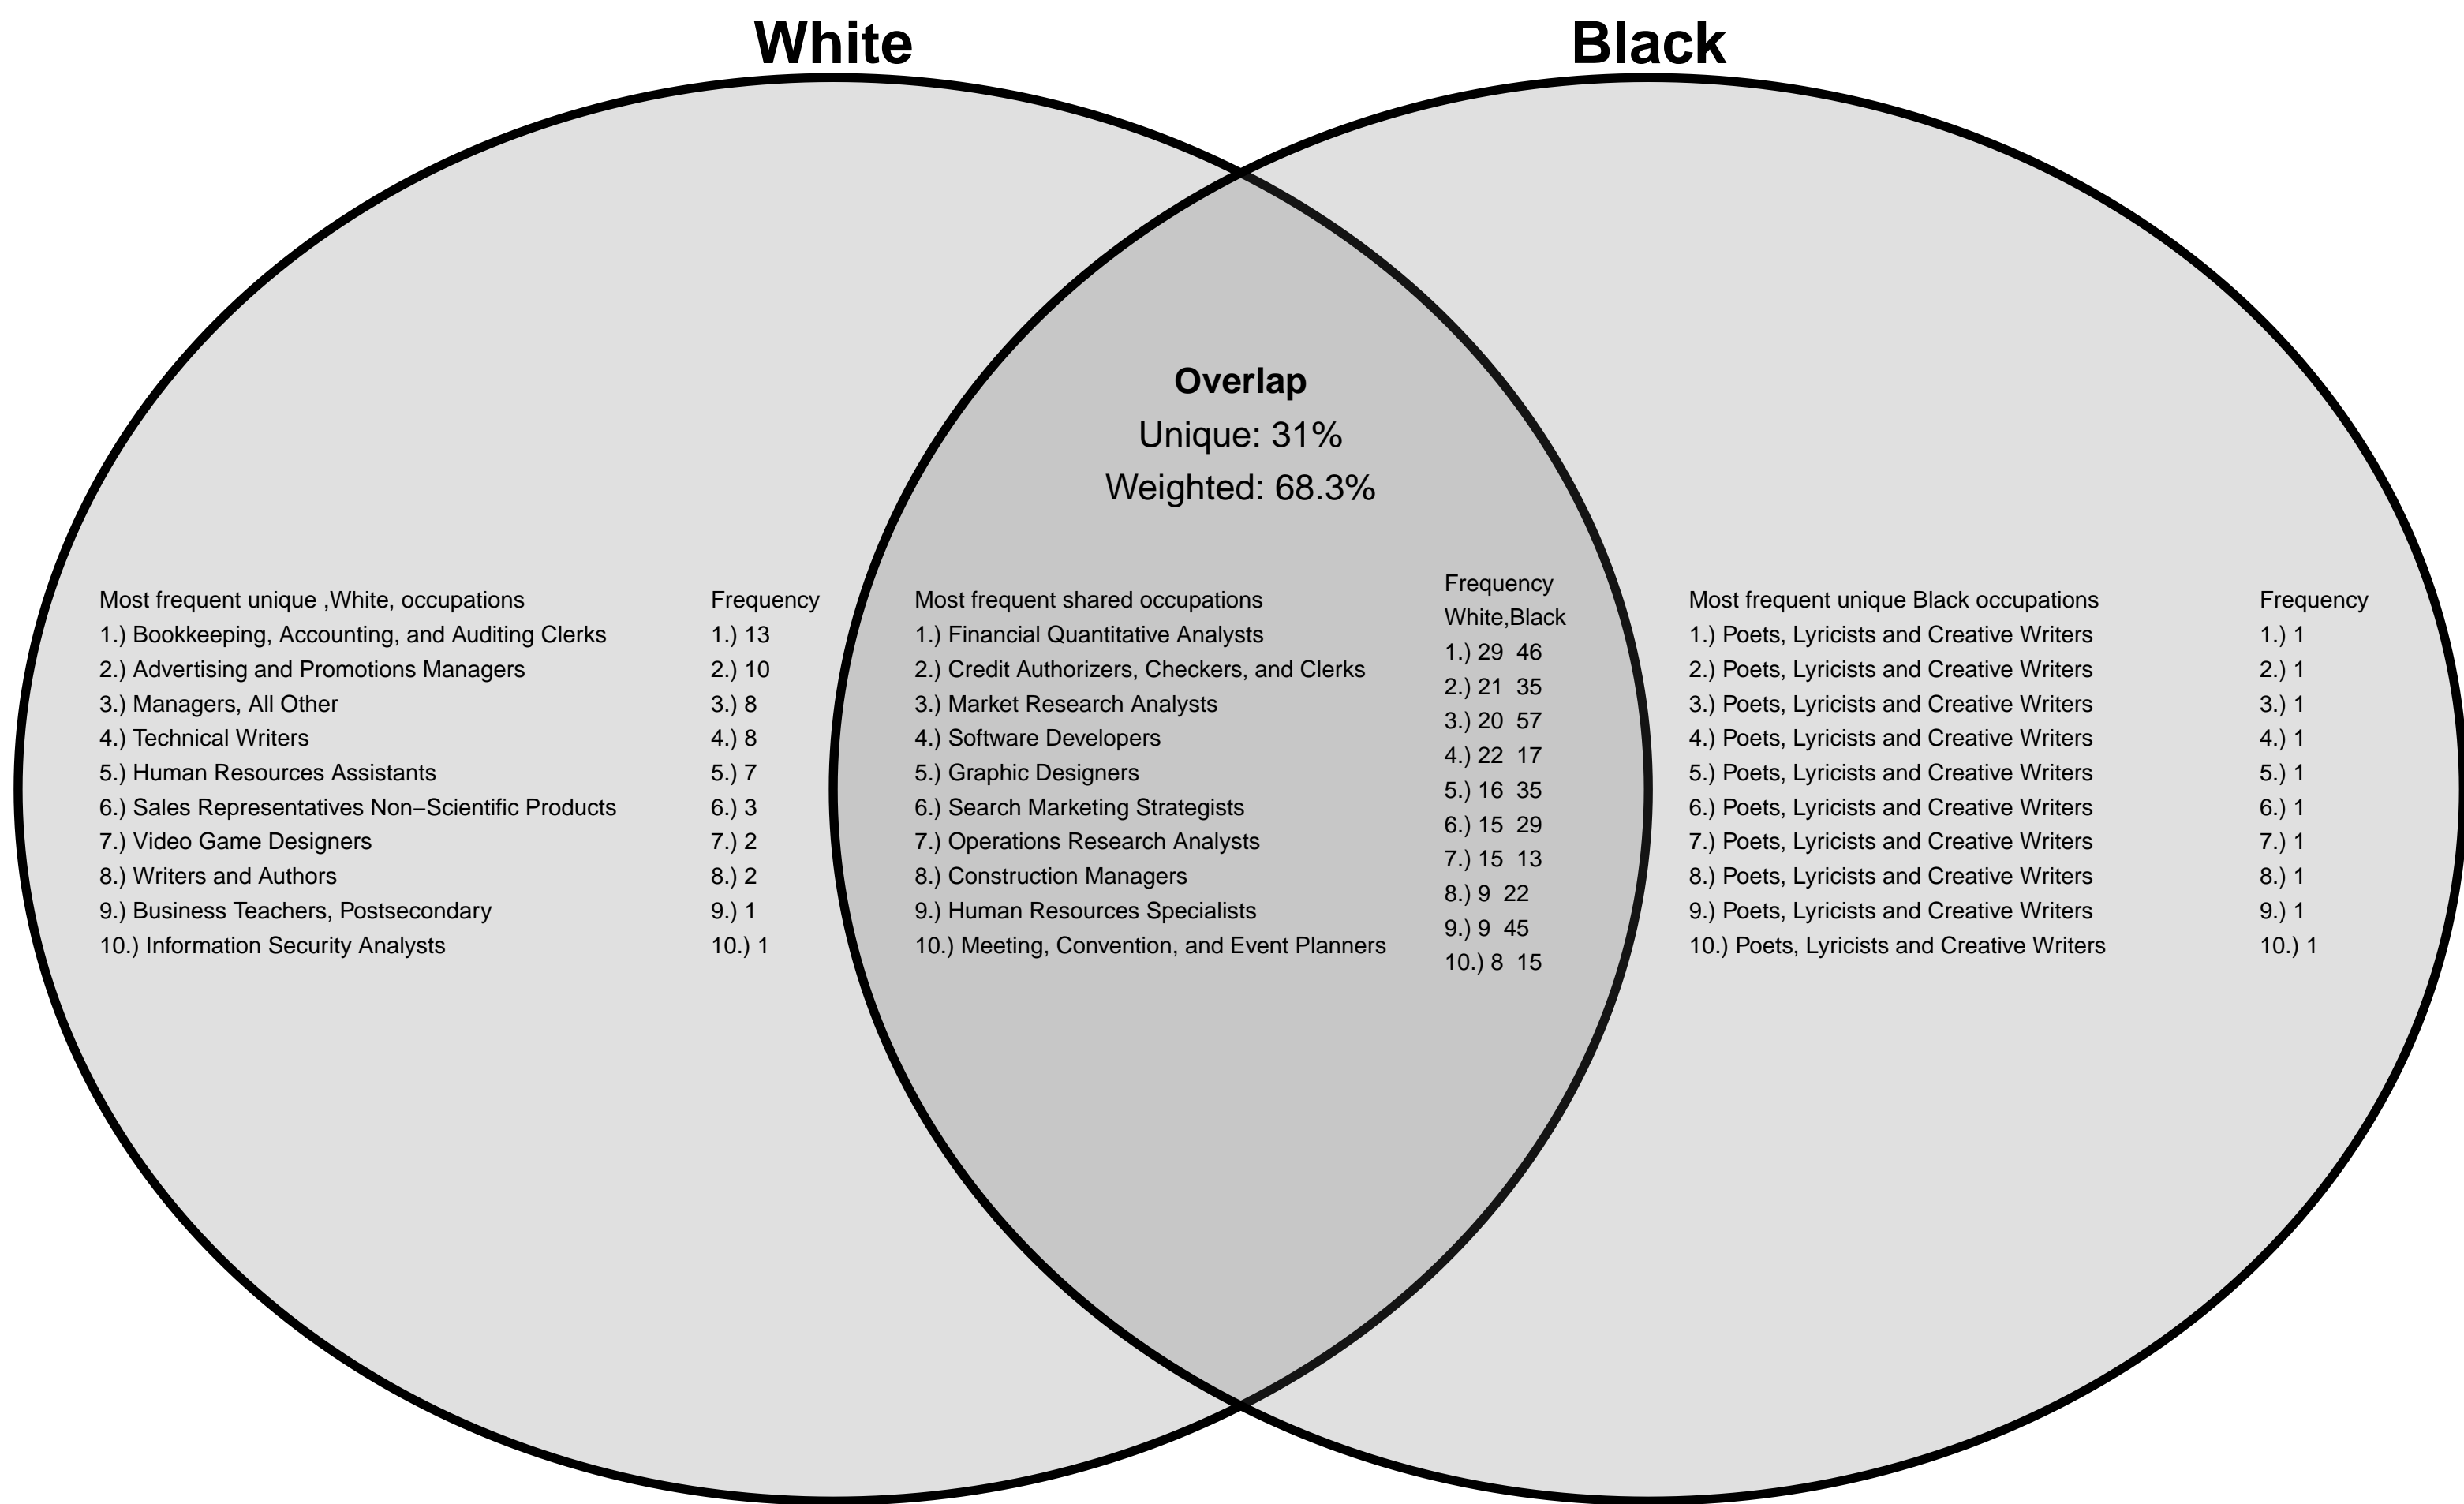 White
Black
Overlap
Unique: 31%
Weighted: 68.3%
Most frequent unique ,White, occupations
1.) Bookkeeping, Accounting, and Auditing Clerks
2.) Advertising and Promotions Managers
3.) Managers, All Other
4.) Technical Writers
5.) Human Resources Assistants
6.) Sales Representatives Non−Scientific Products
7.) Video Game Designers
8.) Writers and Authors
9.) Business Teachers, Postsecondary
10.) Information Security Analysts
Frequency
1.) 13
2.) 10
3.) 8
4.) 8
5.) 7
6.) 3
7.) 2
8.) 2
9.) 1
10.) 1
Most frequent shared occupations
1.) Financial Quantitative Analysts
2.) Credit Authorizers, Checkers, and Clerks
3.) Market Research Analysts
4.) Software Developers
5.) Graphic Designers
6.) Search Marketing Strategists
7.) Operations Research Analysts
8.) Construction Managers
9.) Human Resources Specialists
10.) Meeting, Convention, and Event Planners
Frequency
White,Black
1.) 29 46
2.) 21 35
3.) 20 57
4.) 22 17
5.) 16 35
6.) 15 29
7.) 15 13
8.) 9 22
9.) 9 45
10.) 8 15
Most frequent unique Black occupations
1.) Poets, Lyricists and Creative Writers
2.) Poets, Lyricists and Creative Writers
3.) Poets, Lyricists and Creative Writers
4.) Poets, Lyricists and Creative Writers
5.) Poets, Lyricists and Creative Writers
6.) Poets, Lyricists and Creative Writers
7.) Poets, Lyricists and Creative Writers
8.) Poets, Lyricists and Creative Writers
9.) Poets, Lyricists and Creative Writers
10.) Poets, Lyricists and Creative Writers
Frequency
1.) 1
2.) 1
3.) 1
4.) 1
5.) 1
6.) 1
7.) 1
8.) 1
9.) 1
10.) 1